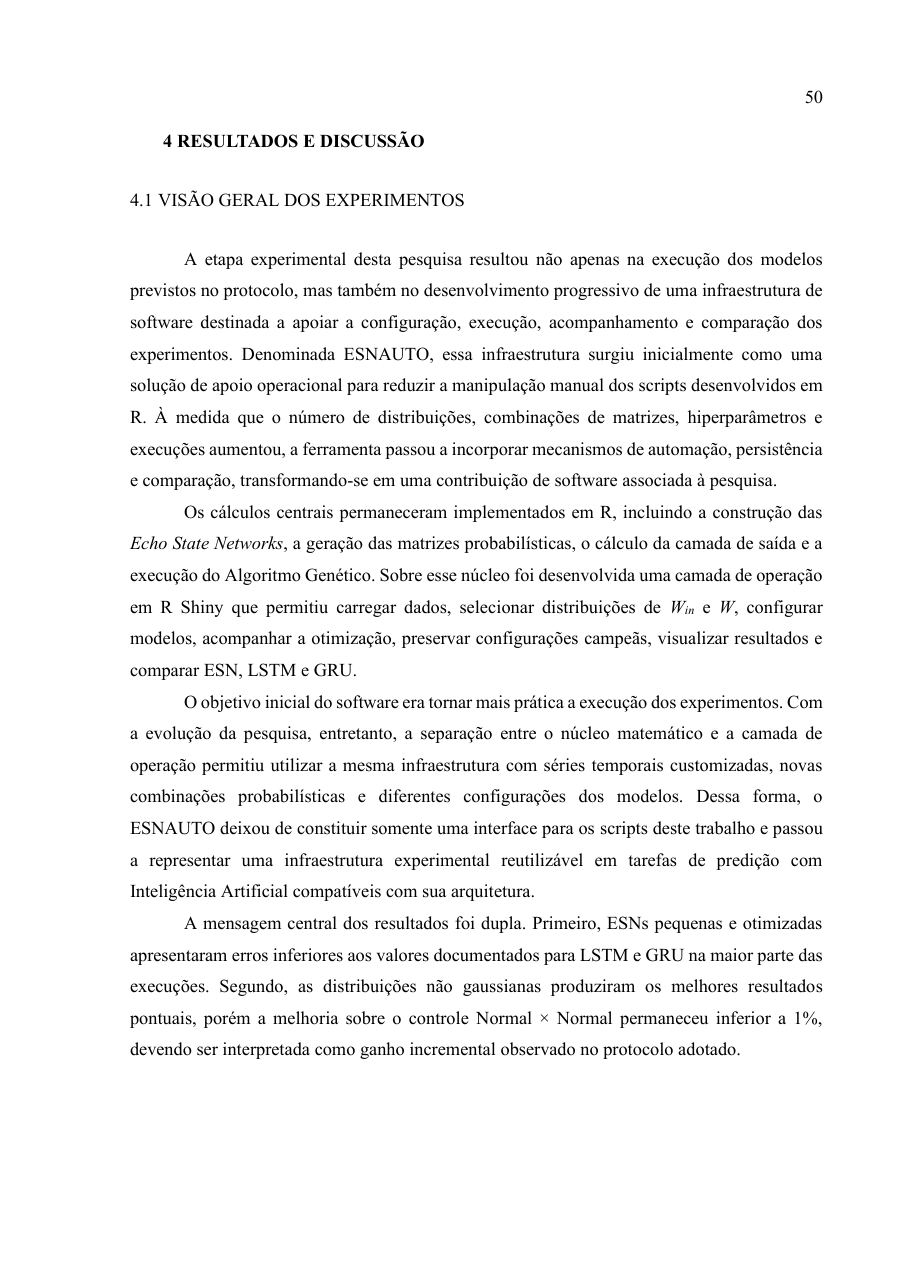 50
4 RESULTADOS E DISCUSSÃO
4.1 VISÃO GERAL DOS EXPERIMENTOS
A etapa experimental desta pesquisa resultou não apenas na execução dos modelos
previstos no protocolo, mas também no desenvolvimento progressivo de uma infraestrutura de
software destinada a apoiar a configuração, execução, acompanhamento e comparação dos
experimentos. Denominada ESNAUTO, essa infraestrutura surgiu inicialmente como uma
solução de apoio operacional para reduzir a manipulação manual dos scripts desenvolvidos em
R. À medida que o número de distribuições, combinações de matrizes, hiperparâmetros e
execuções aumentou, a ferramenta passou a incorporar mecanismos de automação, persistência
e comparação, transformando-se em uma contribuição de software associada à pesquisa.
Os cálculos centrais permaneceram implementados em R, incluindo a construção das
Echo State Networks, a geração das matrizes probabilísticas, o cálculo da camada de saída e a
execução do Algoritmo Genético. Sobre esse núcleo foi desenvolvida uma camada de operação
em R Shiny que permitiu carregar dados, selecionar distribuições de Win e W, configurar
modelos, acompanhar a otimização, preservar configurações campeãs, visualizar resultados e
comparar ESN, LSTM e GRU.
O objetivo inicial do software era tornar mais prática a execução dos experimentos. Com
a evolução da pesquisa, entretanto, a separação entre o núcleo matemático e a camada de
operação permitiu utilizar a mesma infraestrutura com séries temporais customizadas, novas
combinações probabilísticas e diferentes configurações dos modelos. Dessa forma, o
ESNAUTO deixou de constituir somente uma interface para os scripts deste trabalho e passou
a representar uma infraestrutura experimental reutilizável em tarefas de predição com
Inteligência Artificial compatíveis com sua arquitetura.
A mensagem central dos resultados foi dupla. Primeiro, ESNs pequenas e otimizadas
apresentaram erros inferiores aos valores documentados para LSTM e GRU na maior parte das
execuções. Segundo, as distribuições não gaussianas produziram os melhores resultados
pontuais, porém a melhoria sobre o controle Normal × Normal permaneceu inferior a 1%,
devendo ser interpretada como ganho incremental observado no protocolo adotado.